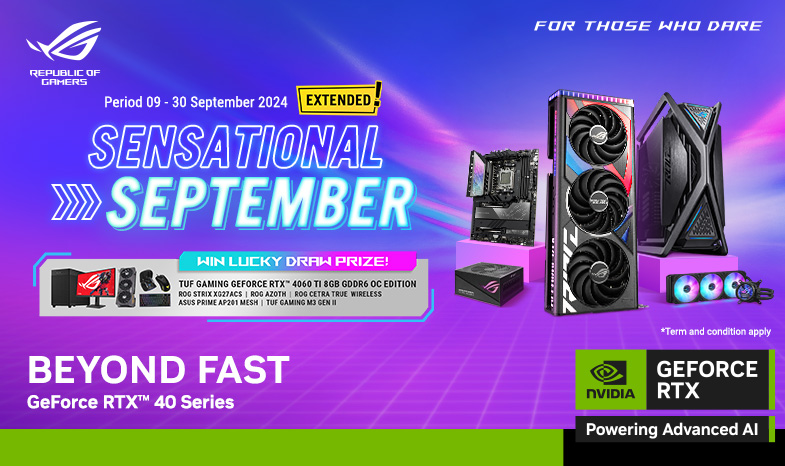 FOR THOSE WHO DARE
REPUBLIC OF
GAMERS
Period 09 - 30 September 2024
EXTENDED!
SENSATIONAL
SEPTEMBER
WIN LUCKY DRAW PRIZE!
TUF GAMING GEFORCE RTX™ 4060 TI 8GB GDDR6 OC EDITION
ROG STRIX XG27ACS | ROG AZOTH | ROG CETRA TRUE WIRELESS
ASUS PRIME AP201 MESH | TUF GAMING M3 GEN II
STRIX
*Term and condition apply
BEYOND FAST
GeForce RTX™ 40 Series
NVIDIA
GEFORCE
RTX
Powering Advanced AI